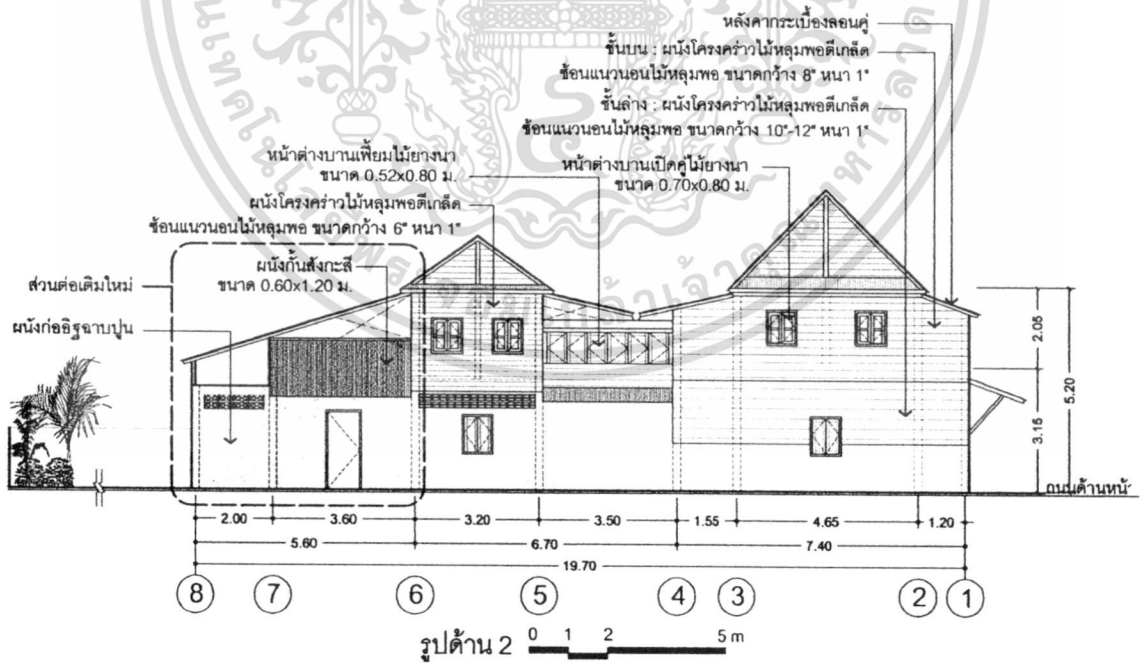 หลังคากระเบื้องลอนคู่
ชั้นบน : ผนังโครงคร่าวไม้หลุมพอตีเกล็ด
ซ้อนแนวนอนไม้หลุมพอ ขนาดกว้าง 8" หนา 1"
ชั้นล่าง : ผนังโครงคร่าวไม้หลุมพอตีเกล็ด
ซ้อนแนวนอนไม้หลุมพอ ขนาดกว้าง 10"-12" หนา 1"
หน้าต่างบานเฟี้ยมไม้ยางนา
ขนาด 0.52x0.80 ม.
หน้าต่างบานเปิดคู่ไม้ยางนา
ขนาด 0.70x0.80 ม.
ผนังโครงคร่าวไม้หลุมพอตีเกล็ด
ซ้อนแนวนอนไม้หลุมพอ ขนาดกว้าง 6" หนา 1"
ผนังกั้นสังกะสี
ขนาด 0.60x1.20 ม.
ส่วนต่อเติมใหม่
ผนังก่ออิฐฉาบปูน
2.05
5.20
3.15
ถนนด้านหน้
2.00 3.60 3.20 3.50 1.55 4.65 1.20
5.60 6.70 7.40
19.70
8 7 6 5 4 3 2 1
รูปด้าน 2 0 1 2 5 m